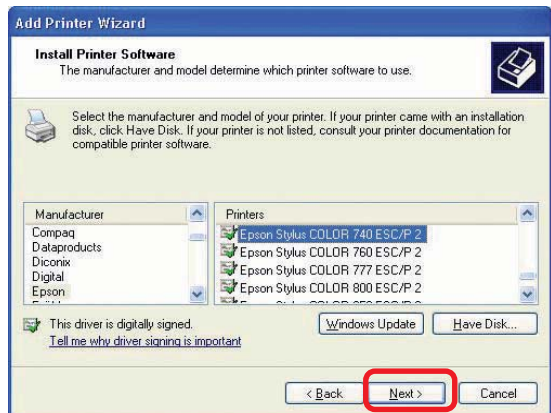 Add Printer Wizard
Install Printer Software
The manufacturer and model determine which printer software to use.
Select the manufacturer and model of your printer. If your printer came with an installation
disk, click Have Disk. If your printer is not listed, consult your printer documentation for
compatible printer software.
Manufacturer
Compaq
Dataproducts
Diconix
Digital
Epson
Printers
Epson Stylus COLOR 740 ESC/P 2
Epson Stylus COLOR 760 ESC/P 2
Epson Stylus COLOR 777 ESC/P 2
Epson Stylus COLOR 800 ESC/P 2
This driver is digitally signed.
Tell me why driver signing is important
Windows Update
Have Disk...
< Back
Next >
Cancel